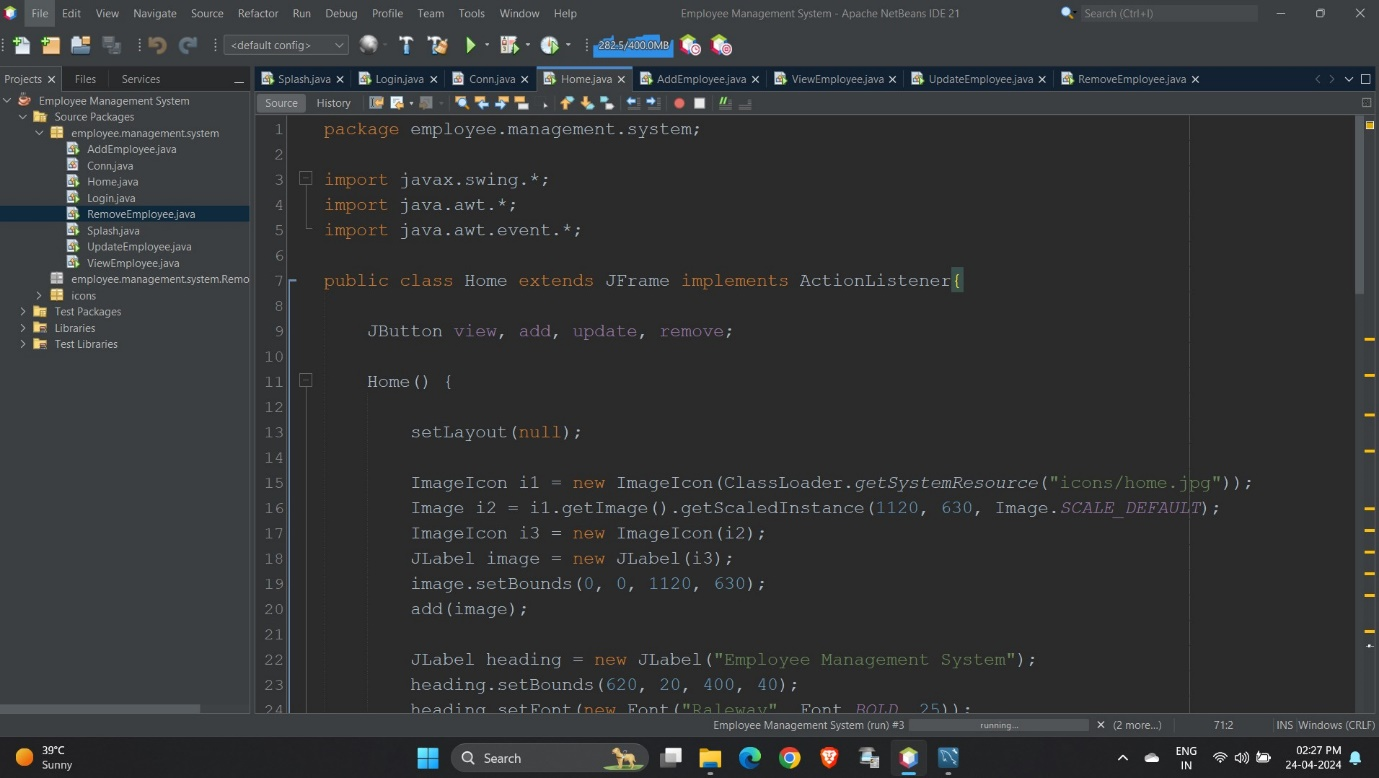 File Edit View Navigate Source Refactor Run Debug Profile Team Tools Window Help Employee Management System - Apache NetBeans IDE 21 Search (Ctrl+I)
<default config> 282.5/400.0MB
Projects Files Services Splash.java Login.java Conn.java Home.java AddEmployee.java ViewEmployee.java UpdateEmployee.java RemoveEmployee.java
Source History
Employee Management System
Source Packages
employee.management.system
AddEmployee.java
Conn.java
Home.java
Login.java
RemoveEmployee.java
Splash.java
UpdateEmployee.java
ViewEmployee.java
employee.management.system.Remo
icons
Test Packages
Libraries
Test Libraries
1 package employee.management.system;
2
3 import javax.swing.*;
4 import java.awt.*;
5 import java.awt.event.*;
6
7 public class Home extends JFrame implements ActionListener{
8
9 JButton view, add, update, remove;
10
11 Home() {
12
13 setLayout(null);
14
15 ImageIcon i1 = new ImageIcon(ClassLoader.getSystemResource("icons/home.jpg"));
16 Image i2 = i1.getImage().getScaledInstance(1120, 630, Image.SCALE_DEFAULT);
17 ImageIcon i3 = new ImageIcon(i2);
18 JLabel image = new JLabel(i3);
19 image.setBounds(0, 0, 1120, 630);
20 add(image);
21
22 JLabel heading = new JLabel("Employee Management System");
23 heading.setBounds(620, 20, 400, 40);
24 heading.setFont(new Font("Raleway", Font.BOLD, 25));
Employee Management System (run) #3 running... (2 more...) 71:2 INS Windows (CRLF)
39°C
Sunny
Search
ENG
IN
02:27 PM
24-04-2024